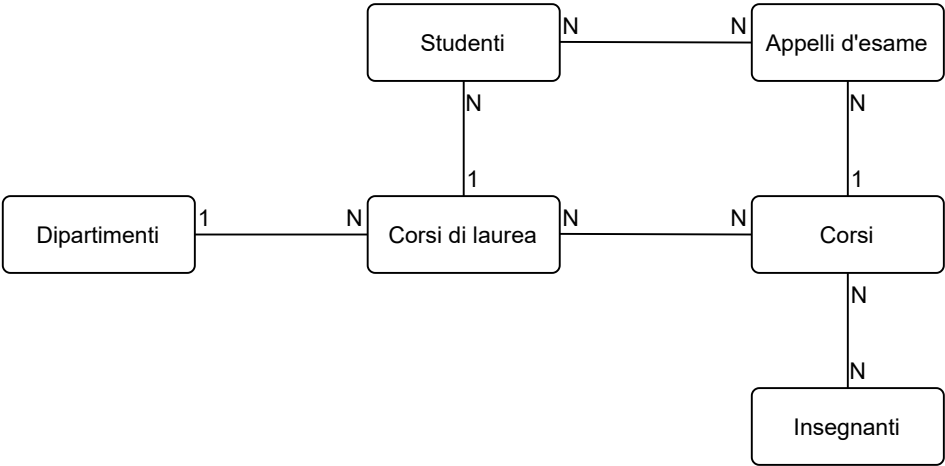 Studenti
N
N
Appelli d'esame
N
N
1
1
Dipartimenti
1
N
Corsi di laurea
N
N
Corsi
N
N
Insegnanti